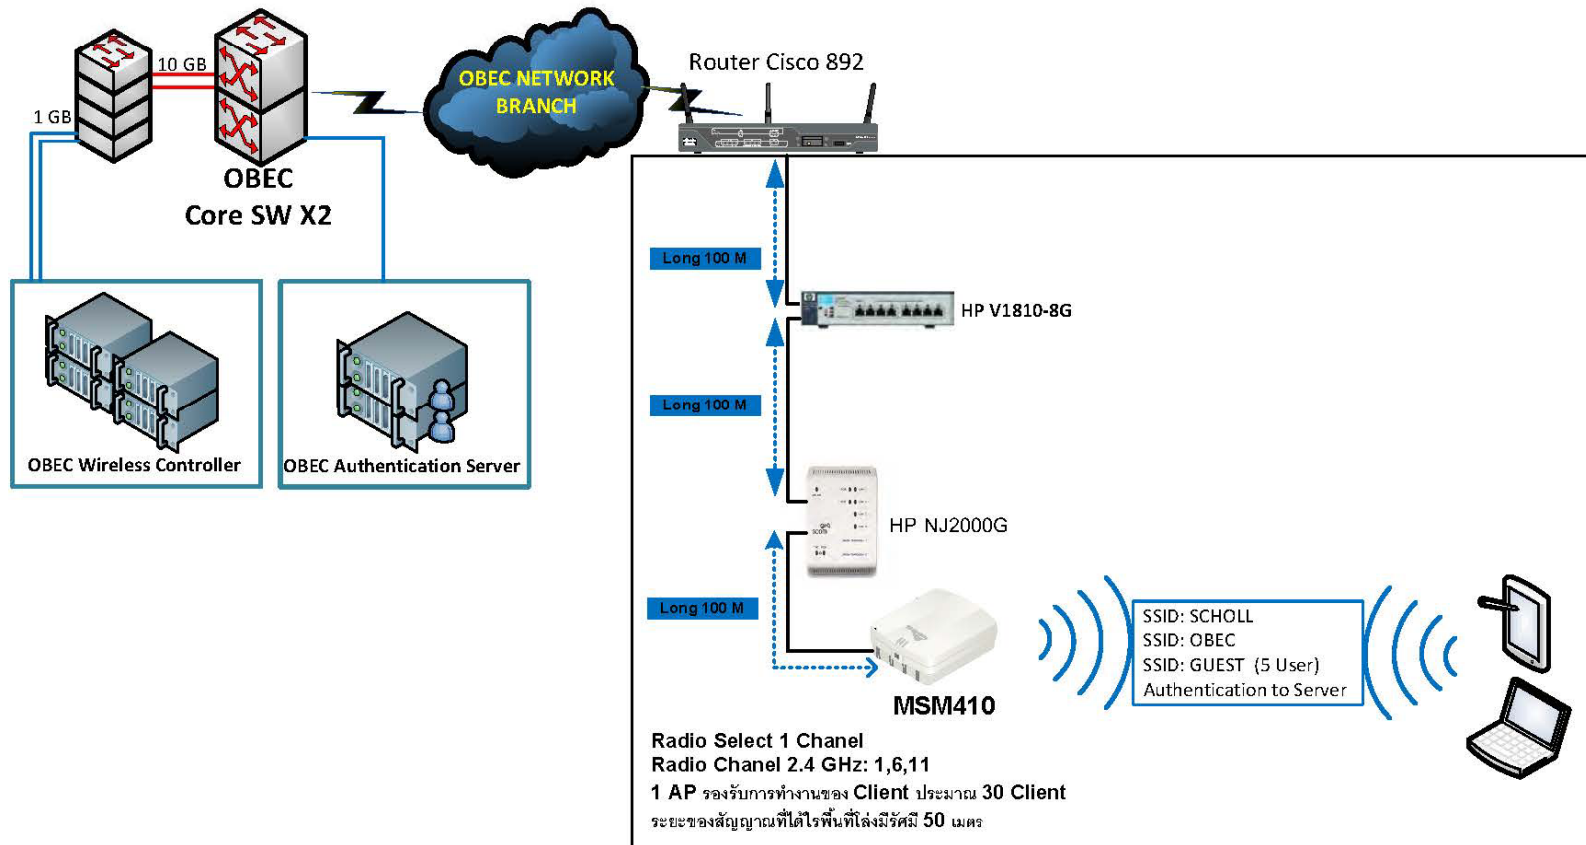 10 GB
1 GB
OBEC
Core SW X2
OBEC NETWORK
BRANCH
Router Cisco 892
OBEC Wireless Controller
OBEC Authentication Server
Long 100 M
HP V1810-8G
Long 100 M
HP NJ2000G
Long 100 M
MSM410
SSID: SCHOLL
SSID: OBEC
SSID: GUEST (5 User)
Authentication to Server
Radio Select 1 Chanel
Radio Chanel 2.4 GHz: 1,6,11
1 AP รองรับการทำงานของ Client ประมาณ 30 Client
ระยะของสัญญาณที่ได้ไรพื้นที่โล่งมีรัศมี 50 เมตร